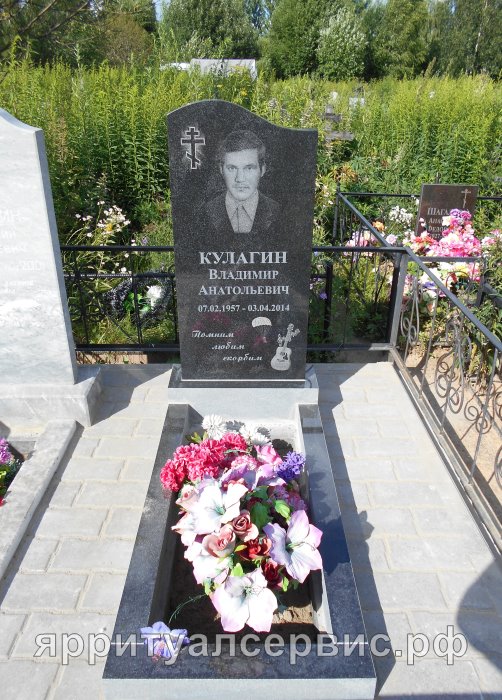 КУЛАГИН
ВЛАДИМИР
АНАТОЛЬЕВИЧ
07.02.1957 - 03.04.2014
Помним
любим
скорбим
ярритуалсервис.рф